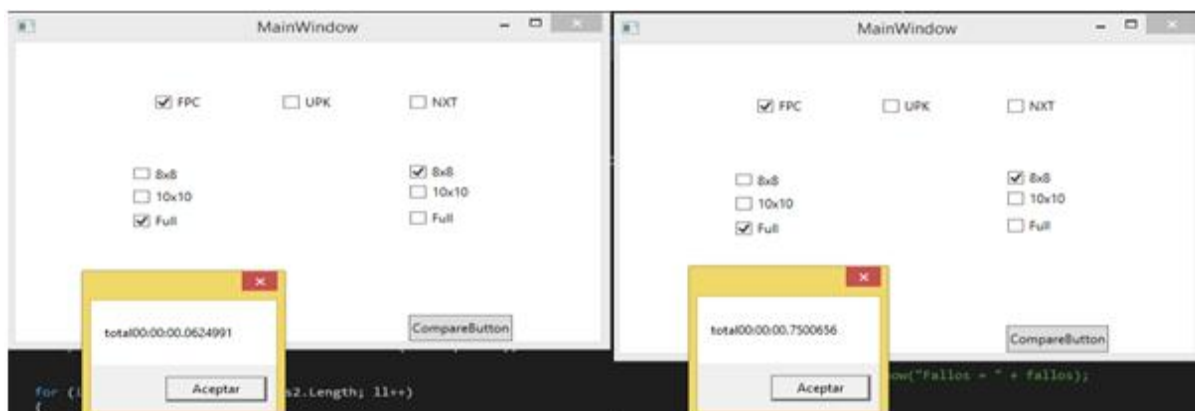 MainWindow
FPC
UPK
NXT
8x8
10x10
Full
8x8
10x10
Full
total00:00:00.0624991
CompareButton
Aceptar
for (
s2.Length; ll++)
{
MainWindow
FPC
UPK
NXT
8x8
10x10
Full
8x8
10x10
Full
total00:00:00.7500656
CompareButton
Aceptar
ow("Fallos = " + fallos);